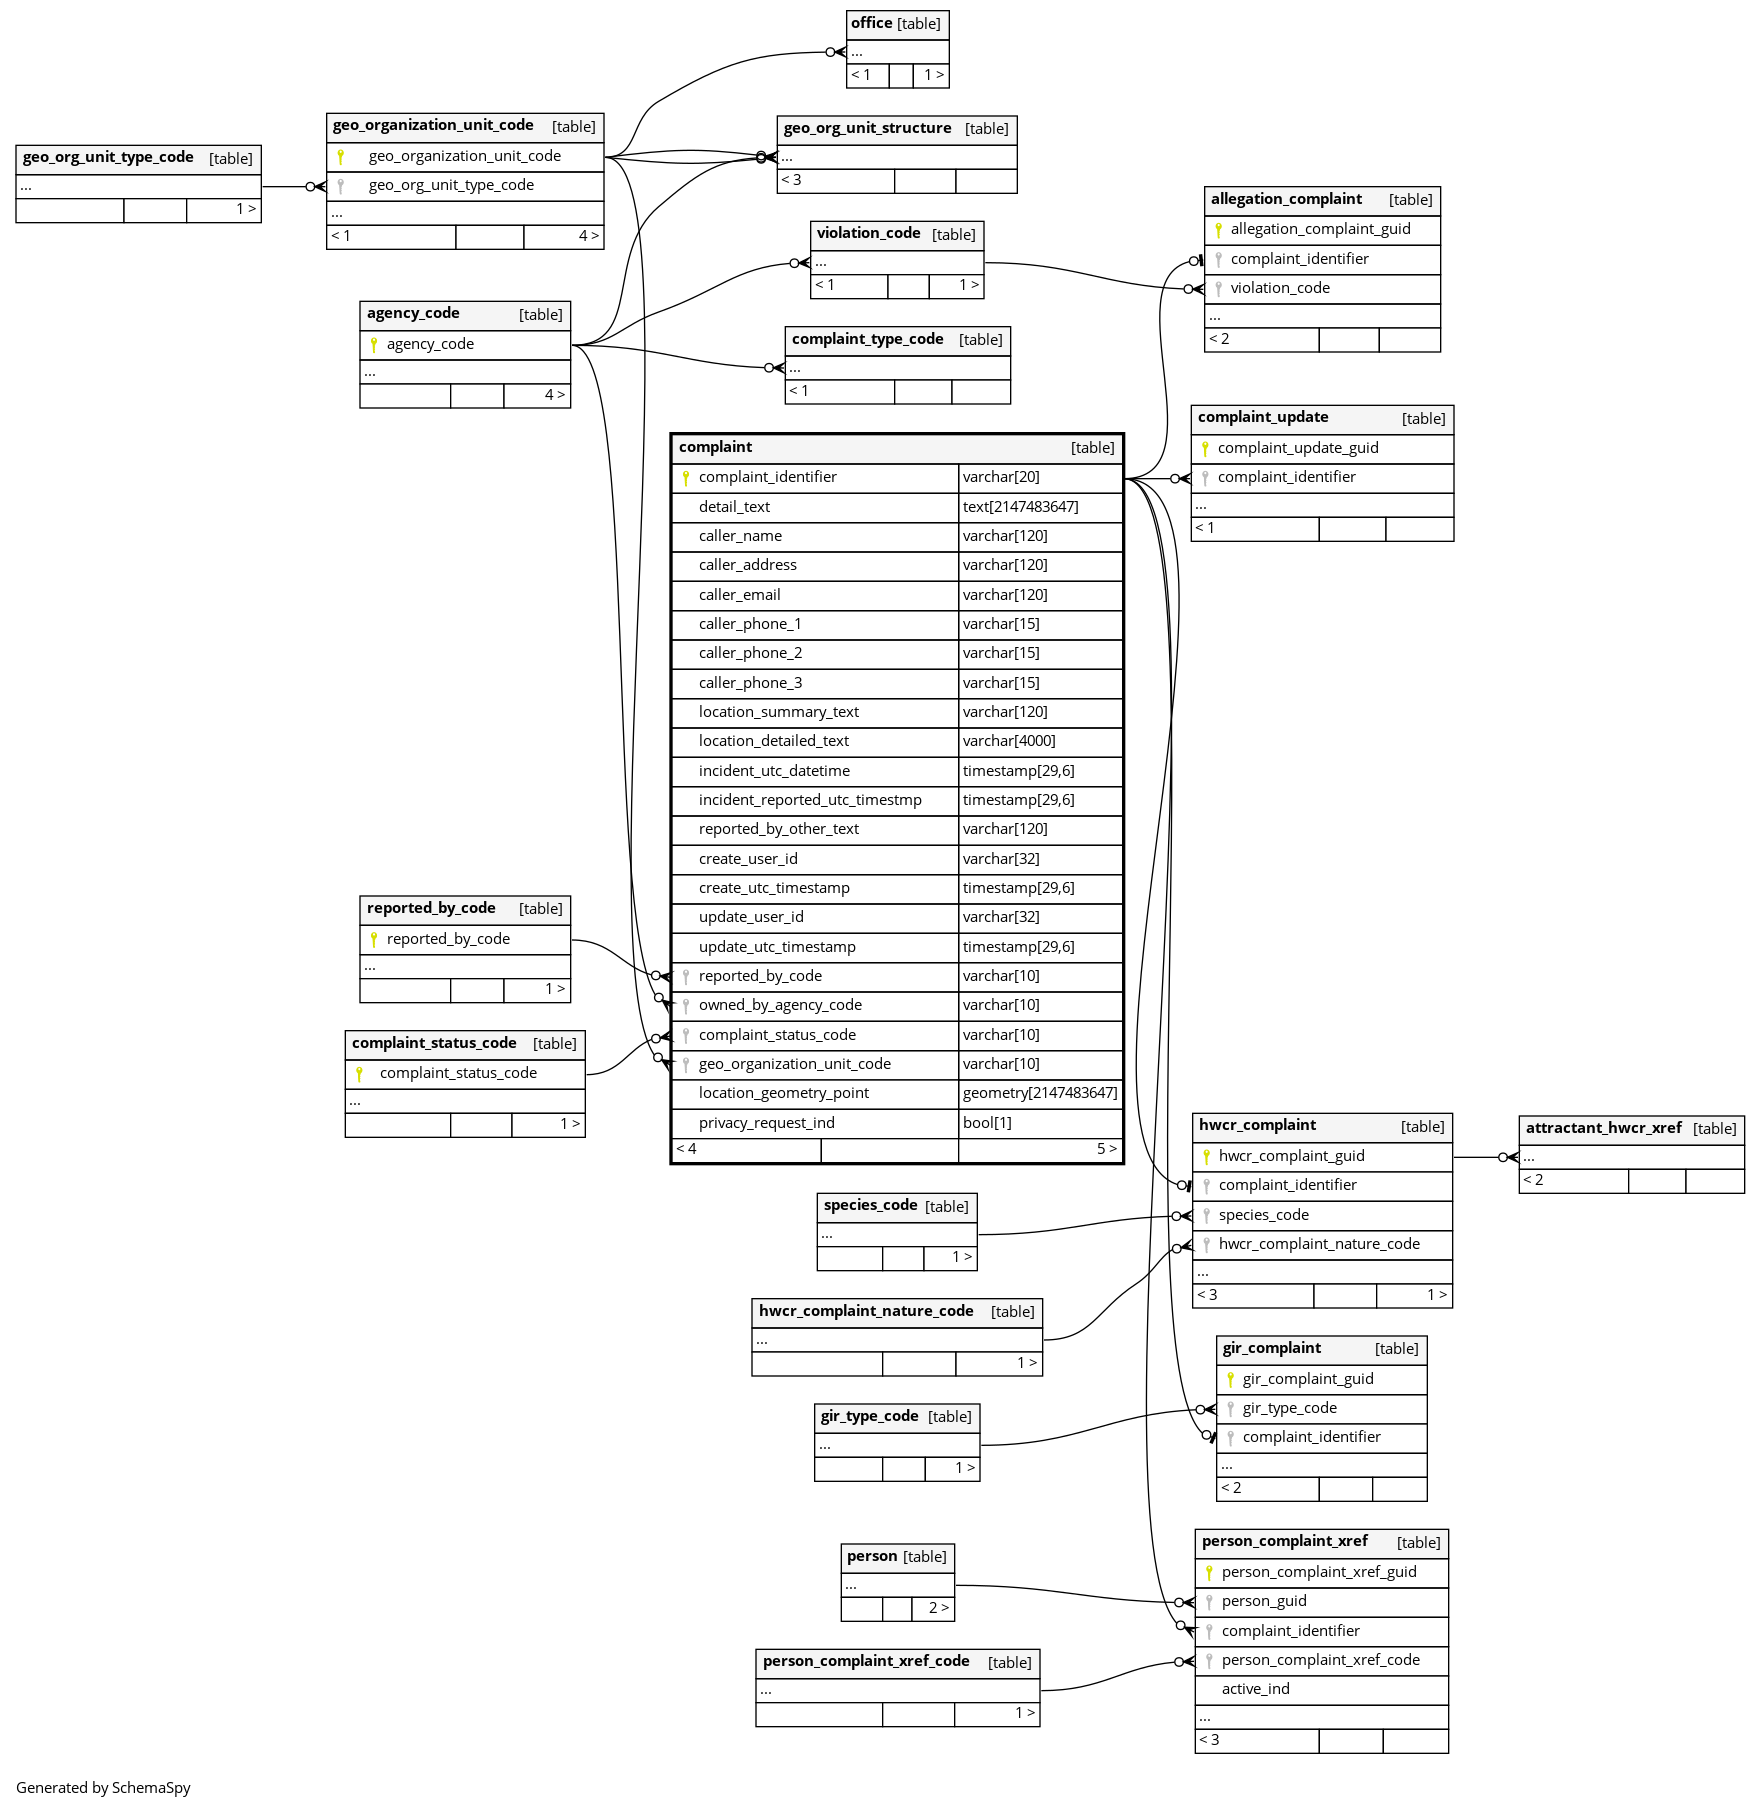 office [table]
...
< 1 1 >
geo_organization_unit_code [table]
geo_organization_unit_code
geo_org_unit_type_code
...
< 1 4 >
geo_org_unit_structure [table]
...
< 3
geo_org_unit_type_code [table]
...
1 >
allegation_complaint [table]
allegation_complaint_guid
complaint_identifier
violation_code
...
< 2
violation_code [table]
...
< 1 1 >
agency_code [table]
agency_code
...
4 >
complaint_type_code [table]
...
< 1
complaint_update [table]
complaint_update_guid
complaint_identifier
...
< 1
complaint [table]
complaint_identifier varchar[20]
detail_text text[2147483647]
caller_name varchar[120]
caller_address varchar[120]
caller_email varchar[120]
caller_phone_1 varchar[15]
caller_phone_2 varchar[15]
caller_phone_3 varchar[15]
location_summary_text varchar[120]
location_detailed_text varchar[4000]
incident_utc_datetime timestamp[29,6]
incident_reported_utc_timestmp timestamp[29,6]
reported_by_other_text varchar[120]
create_user_id varchar[32]
create_utc_timestamp timestamp[29,6]
update_user_id varchar[32]
update_utc_timestamp timestamp[29,6]
reported_by_code varchar[10]
owned_by_agency_code varchar[10]
complaint_status_code varchar[10]
geo_organization_unit_code varchar[10]
location_geometry_point geometry[2147483647]
privacy_request_ind bool[1]
< 4 5 >
reported_by_code [table]
reported_by_code
...
1 >
complaint_status_code [table]
complaint_status_code
...
1 >
hwcr_complaint [table]
hwcr_complaint_guid
complaint_identifier
species_code
hwcr_complaint_nature_code
...
< 3 1 >
attractant_hwcr_xref [table]
...
< 2
species_code [table]
...
1 >
hwcr_complaint_nature_code [table]
...
1 >
gir_complaint [table]
gir_complaint_guid
gir_type_code
complaint_identifier
...
< 2
gir_type_code [table]
...
1 >
person_complaint_xref [table]
person_complaint_xref_guid
person_guid
complaint_identifier
person_complaint_xref_code
active_ind
...
< 3
person [table]
...
2 >
person_complaint_xref_code [table]
...
1 >
Generated by SchemaSpy